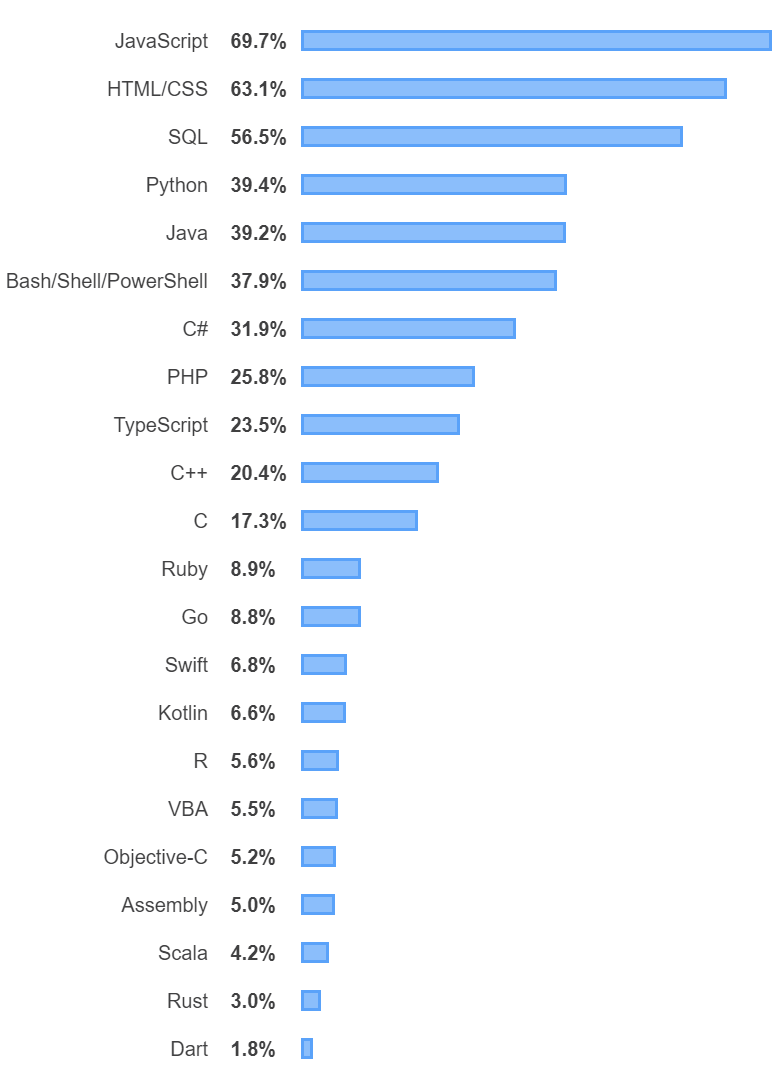 JavaScript 69.7%
HTML/CSS 63.1%
SQL 56.5%
Python 39.4%
Java 39.2%
Bash/Shell/PowerShell 37.9%
C# 31.9%
PHP 25.8%
TypeScript 23.5%
C++ 20.4%
C 17.3%
Ruby 8.9%
Go 8.8%
Swift 6.8%
Kotlin 6.6%
R 5.6%
VBA 5.5%
Objective-C 5.2%
Assembly 5.0%
Scala 4.2%
Rust 3.0%
Dart 1.8%